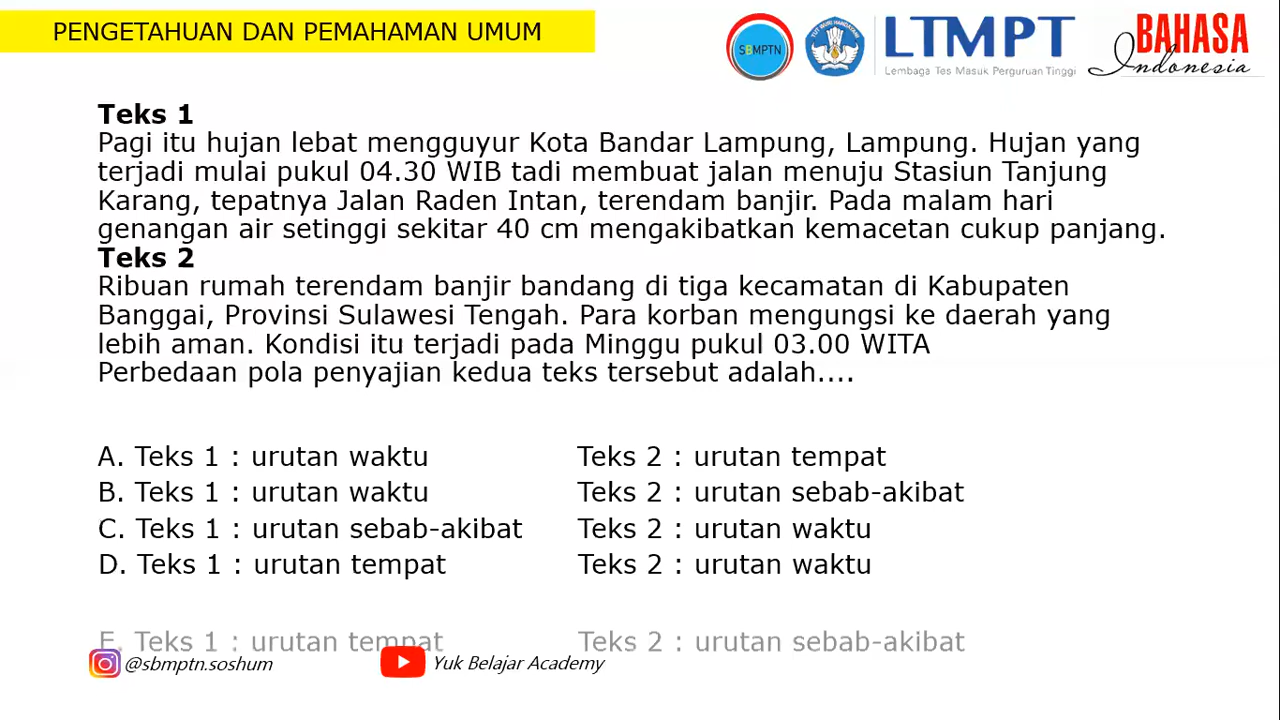 PENGETAHUAN DAN PEMAHAMAN UMUM
SBMPTN
TUT WURI HANDAYANI
LTMPT
Lembaga Tes Masuk Perguruan Tinggi
BAHASA
Indonesia
Teks 1
Pagi itu hujan lebat mengguyur Kota Bandar Lampung, Lampung. Hujan yang
terjadi mulai pukul 04.30 WIB tadi membuat jalan menuju Stasiun Tanjung
Karang, tepatnya Jalan Raden Intan, terendam banjir. Pada malam hari
genangan air setinggi sekitar 40 cm mengakibatkan kemacetan cukup panjang.
Teks 2
Ribuan rumah terendam banjir bandang di tiga kecamatan di Kabupaten
Banggai, Provinsi Sulawesi Tengah. Para korban mengungsi ke daerah yang
lebih aman. Kondisi itu terjadi pada Minggu pukul 03.00 WITA
Perbedaan pola penyajian kedua teks tersebut adalah....
A. Teks 1 : urutan waktu Teks 2 : urutan tempat
B. Teks 1 : urutan waktu Teks 2 : urutan sebab-akibat
C. Teks 1 : urutan sebab-akibat Teks 2 : urutan waktu
D. Teks 1 : urutan tempat Teks 2 : urutan waktu
E. Teks 1 : urutan tempat Teks 2 : urutan sebab-akibat
@sbmptn.soshum Yuk Belajar Academy